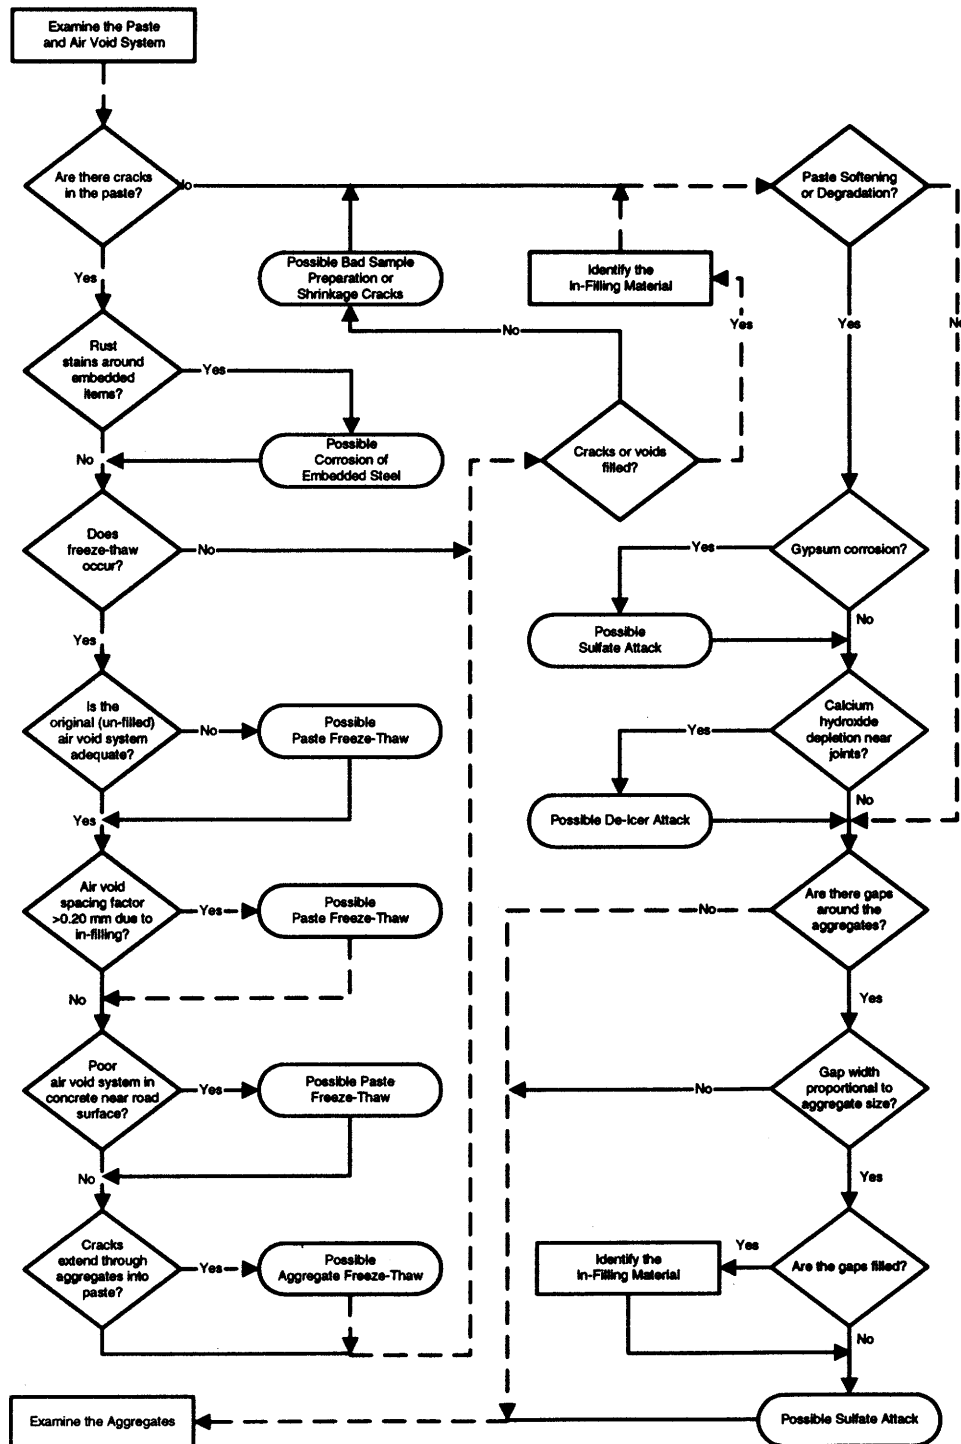 Examine the Paste
and Air Void System
Are there cracks
in the paste?
No
Paste Softening
or Degradation?
Yes
Possible Bad Sample
Preparation or
Shrinkage Cracks
Identify the
In-Filling Material
No
Yes
Yes
No
Rust
stains around
embedded
items?
Yes
No
Possible
Corrosion of
Embedded Steel
Cracks or voids
filled?
Does
freeze-thaw
occur?
No
Yes
Gypsum corrosion?
Yes
No
Possible
Sulfate Attack
Is the
original (un-filled)
air void system
adequate?
No
Possible
Paste Freeze-Thaw
Calcium
hydroxide
depletion near
joints?
Yes
No
Yes
Possible De-Icer Attack
Air void
spacing factor
>0.20 mm due to
in-filling?
Yes
Possible
Paste Freeze-Thaw
Are there gaps
around the
aggregates?
No
Yes
No
Poor
air void system in
concrete near road
surface?
Yes
Possible Paste
Freeze-Thaw
Gap width
proportional to
aggregate size?
No
Yes
No
Cracks
extend through
aggregates into
paste?
Yes
Possible
Aggregate Freeze-Thaw
Identify the
In-Filling Material
Yes
Are the gaps filled?
No
Examine the Aggregates
Possible Sulfate Attack